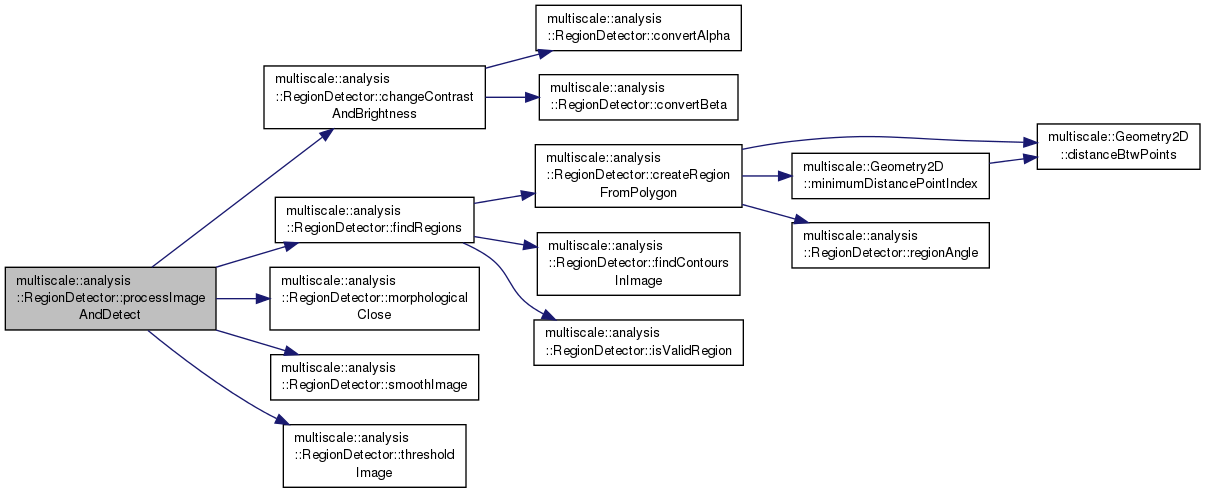 multiscale::analysis
::RegionDetector::processImage
AndDetect
multiscale::analysis
::RegionDetector::changeContrast
AndBrightness
multiscale::analysis
::RegionDetector::convertAlpha
multiscale::analysis
::RegionDetector::convertBeta
multiscale::analysis
::RegionDetector::findRegions
multiscale::analysis
::RegionDetector::createRegion
FromPolygon
multiscale::Geometry2D
::distanceBtwPoints
multiscale::Geometry2D
::minimumDistancePointIndex
multiscale::analysis
::RegionDetector::regionAngle
multiscale::analysis
::RegionDetector::findContours
InImage
multiscale::analysis
::RegionDetector::isValidRegion
multiscale::analysis
::RegionDetector::morphological
Close
multiscale::analysis
::RegionDetector::smoothImage
multiscale::analysis
::RegionDetector::threshold
Image